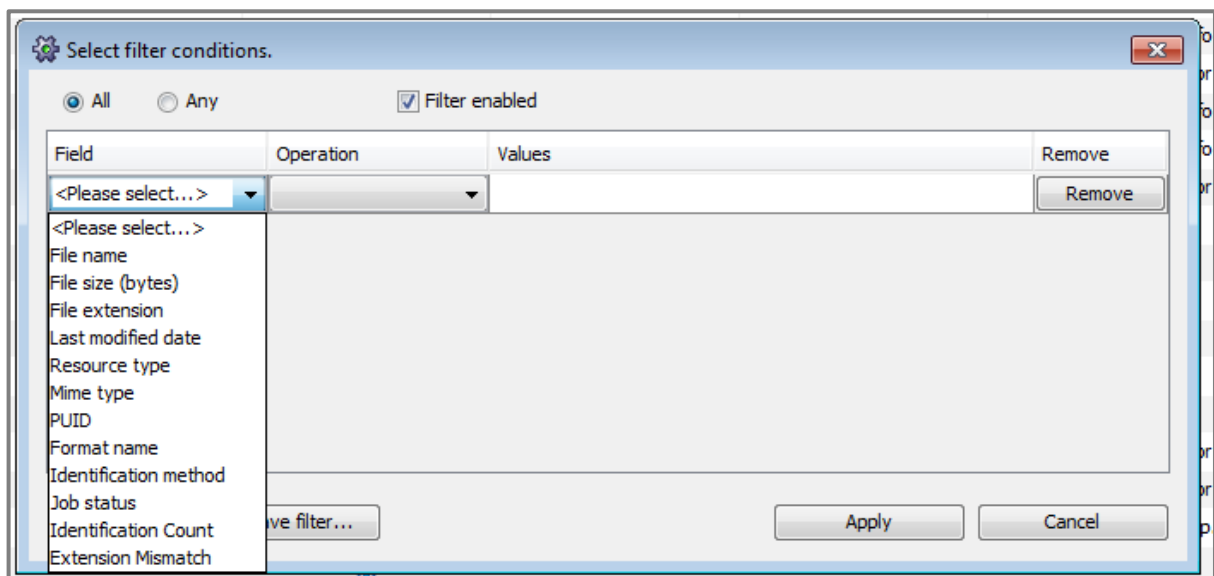 Select filter conditions.
All Any Filter enabled
Field Operation Values Remove
<Please select...> Remove
<Please select...>
File name
File size (bytes)
File extension
Last modified date
Resource type
Mime type
PUID
Format name
Identification method
Job status
Identification Count
Extension Mismatch
filter... Apply Cancel